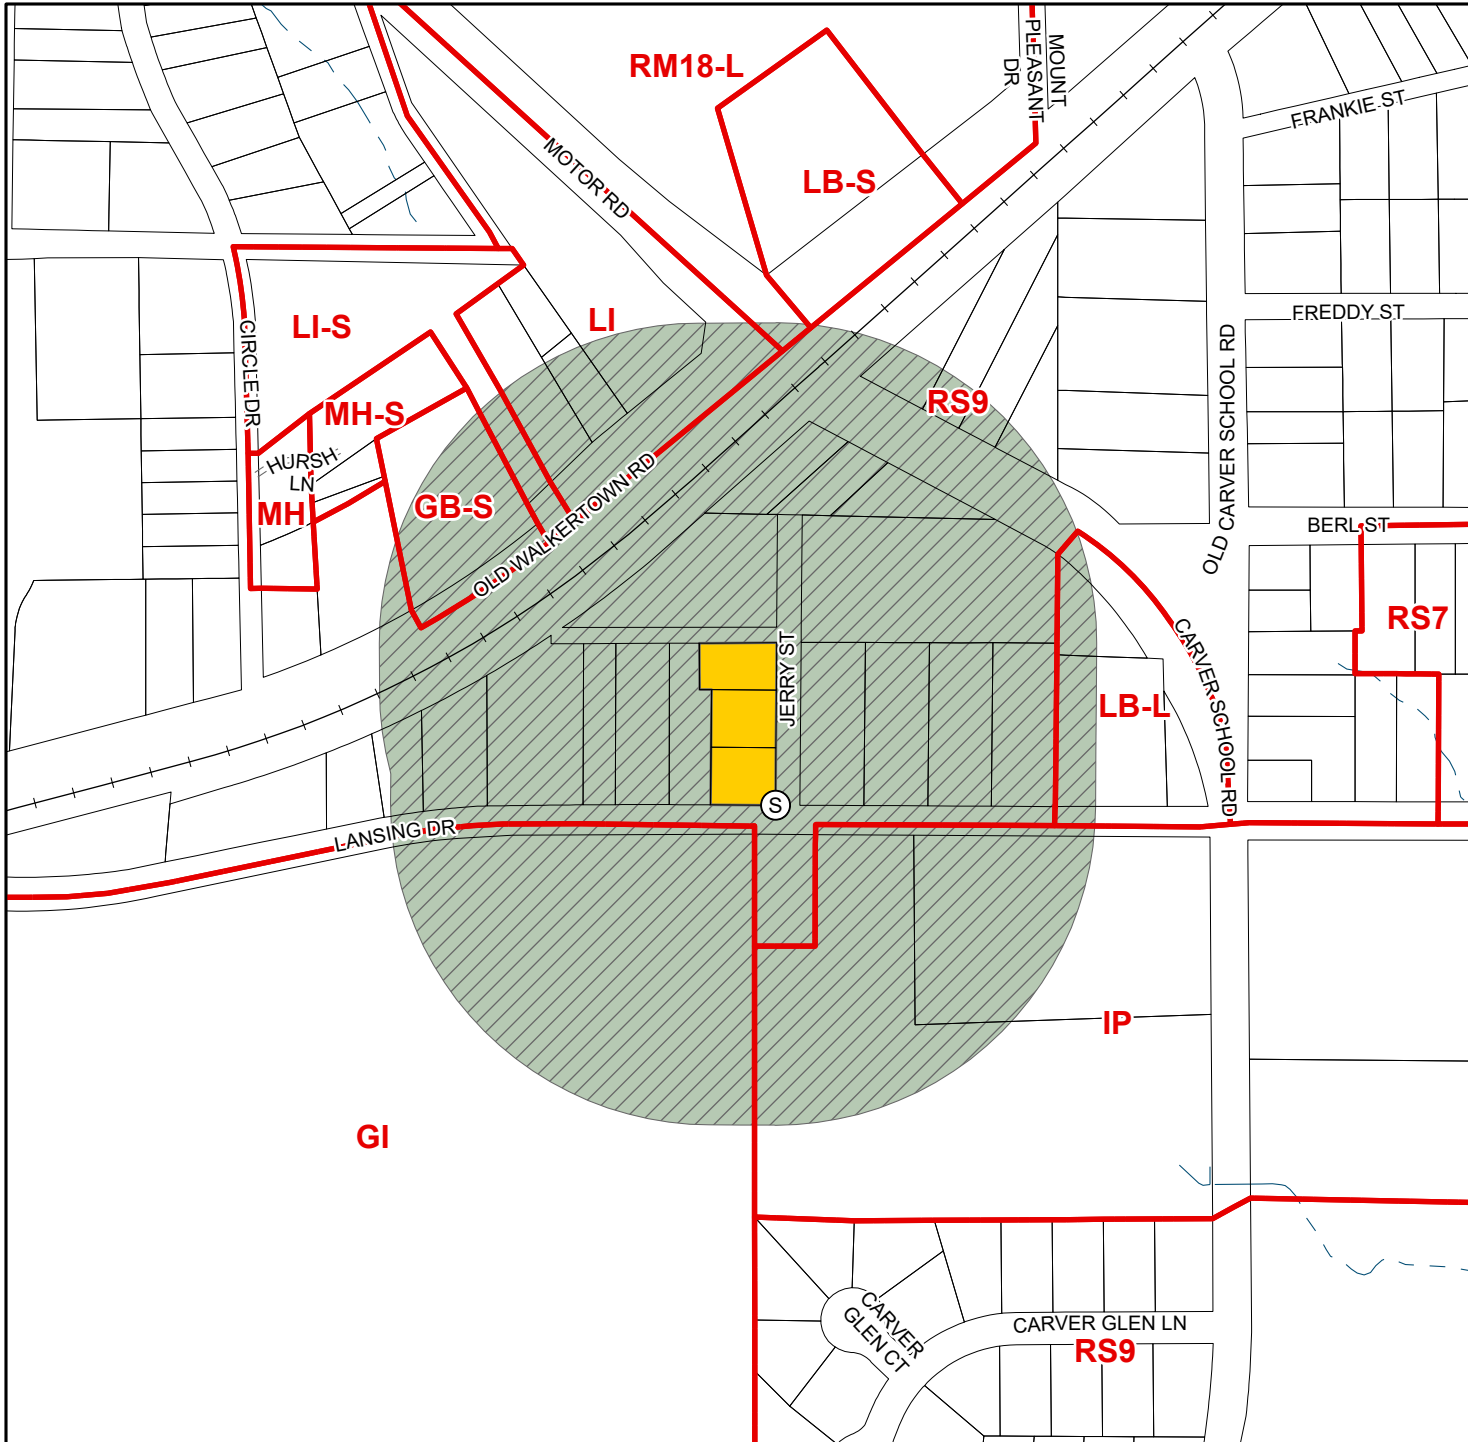 RM18-L
MOUNT
PLEASANT
DR
FRANKIE ST
MOTOR RD
LB-S
LI-S
LI
FREDDY ST
CIRCLE DR
MH-S
RS9
OLD CARVER SCHOOL RD
HURSH
LN
MH
GB-S
OLD WALKERTOWN RD
BERL ST
RS7
JERRY ST
CARVER SCHOOL RD
LB-L
S
LANSING DR
IP
GI
CARVER
GLEN CT
CARVER GLEN LN
RS9